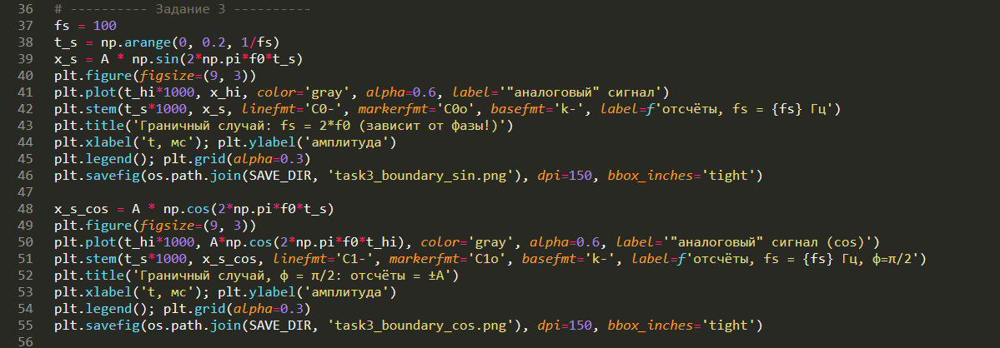 36 # ---------- Задание 3 ----------
37 fs = 100
38 t_s = np.arange(0, 0.2, 1/fs)
39 x_s = A * np.sin(2*np.pi*f0*t_s)
40 plt.figure(figsize=(9, 3))
41 plt.plot(t_hi*1000, x_hi, color='gray', alpha=0.6, label='"аналоговый" сигнал')
42 plt.stem(t_s*1000, x_s, linefmt='C0-', markerfmt='C0o', basefmt='k-', label=f'отсчёты, fs = {fs} Гц')
43 plt.title('Граничный случай: fs = 2*f0 (зависит от фазы!)')
44 plt.xlabel('t, мс'); plt.ylabel('амплитуда')
45 plt.legend(); plt.grid(alpha=0.3)
46 plt.savefig(os.path.join(SAVE_DIR, 'task3_boundary_sin.png'), dpi=150, bbox_inches='tight')
47
48 x_s_cos = A * np.cos(2*np.pi*f0*t_s)
49 plt.figure(figsize=(9, 3))
50 plt.plot(t_hi*1000, A*np.cos(2*np.pi*f0*t_hi), color='gray', alpha=0.6, label='"аналоговый" сигнал (cos)')
51 plt.stem(t_s*1000, x_s_cos, linefmt='C1-', markerfmt='C1o', basefmt='k-', label=f'отсчёты, fs = {fs} Гц, ϕ=π/2')
52 plt.title('Граничный случай, ϕ = π/2: отсчёты = ±A')
53 plt.xlabel('t, мс'); plt.ylabel('амплитуда')
54 plt.legend(); plt.grid(alpha=0.3)
55 plt.savefig(os.path.join(SAVE_DIR, 'task3_boundary_cos.png'), dpi=150, bbox_inches='tight')
56